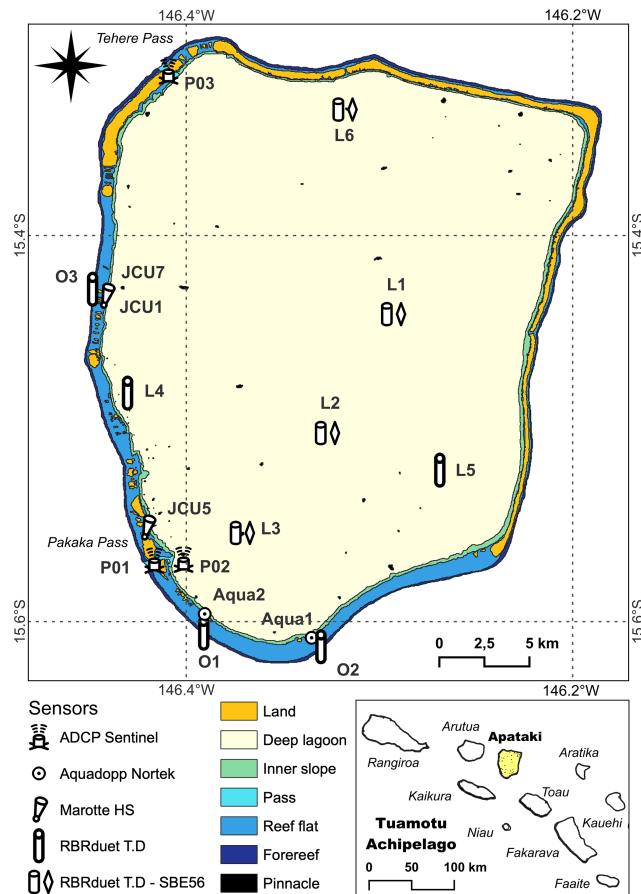 146.4°W 146.2°W
Tehere Pass
P03
L6
15.4°S 15.4°S
O3
JCU7
JCU1
L1
L4
L2
L5
JCU5
L3
Pakaka Pass
P01
P02
Aqua2
Aqua1
15.6°S 15.6°S
O1
O2
0 2,5 5 km
146.4°W 146.2°W
Sensors
ADCP Sentinel
Aquadopp Nortek
Marotte HS
RBRduet T.D
RBRduet T.D - SBE56
Land
Deep lagoon
Inner slope
Pass
Reef flat
Forereef
Pinnacle
Arutua
Apataki
Rangiroa
Aratika
Kaikura
Toau
Kauehi
Tuamotu
Achipelago
Niau
Fakarava
0 50 100 km
Faaite